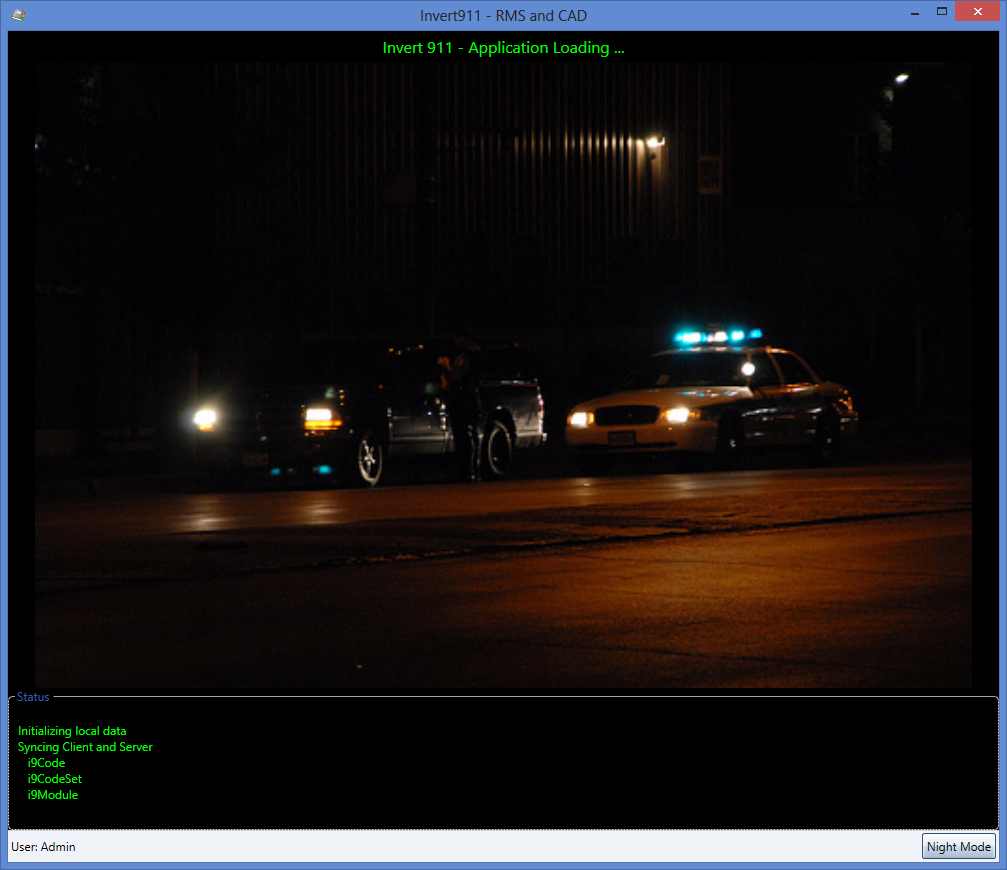 Invert911 - RMS and CAD
Invert 911 - Application Loading ...
Status
Initializing local data
Syncing Client and Server
i9Code
i9CodeSet
i9Module
User: Admin
Night Mode